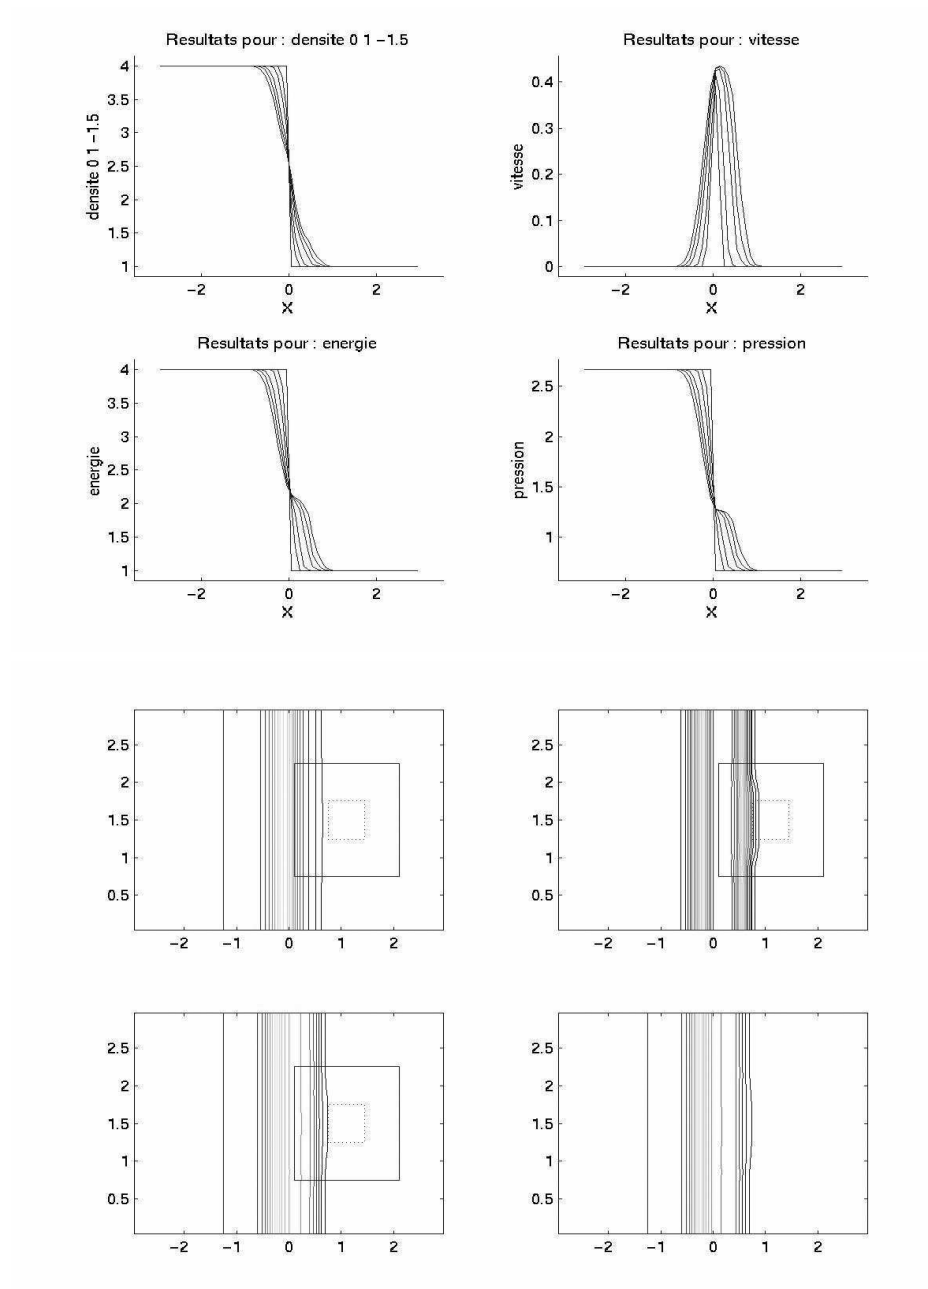 Resultats pour : densite 0 1 −1.5
densite 0 1 −1.5
4
3.5
3
2.5
2
1.5
1
−2 0 2
X
Resultats pour : vitesse
vitesse
0.4
0.3
0.2
0.1
0
−2 0 2
X
Resultats pour : energie
energie
4
3.5
3
2.5
2
1.5
1
−2 0 2
X
Resultats pour : pression
pression
2.5
2
1.5
1
−2 0 2
X
2.5
2
1.5
1
0.5
−2 −1 0 1 2
2.5
2
1.5
1
0.5
−2 −1 0 1 2
2.5
2
1.5
1
0.5
−2 −1 0 1 2
2.5
2
1.5
1
0.5
−2 −1 0 1 2